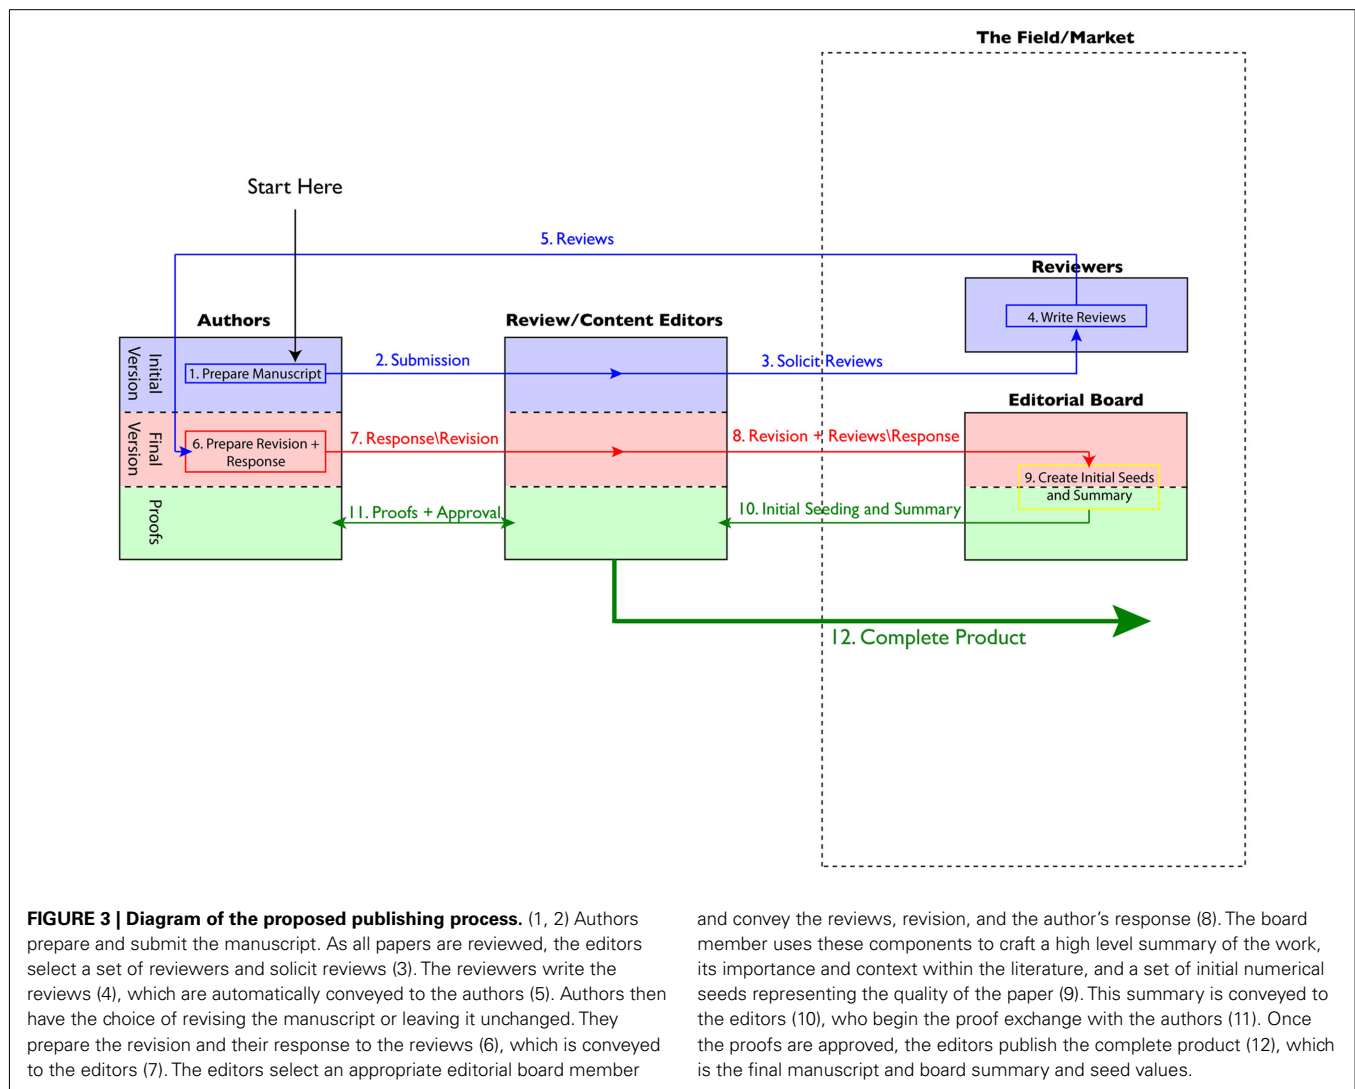 The Field/Market
Start Here
5. Reviews
Reviewers
4. Write Reviews
Authors
Review/Content Editors
Initial
Version
1. Prepare Manuscript
2. Submission
3. Solicit Reviews
Editorial Board
Final
Version
6. Prepare Revision +
Response
7. Response\Revision
8. Revision + Reviews\Response
9. Create Initial Seeds
and Summary
Proofs
11. Proofs + Approval
10. Initial Seeding and Summary
12. Complete Product
FIGURE 3 | Diagram of the proposed publishing process. (1, 2) Authors
prepare and submit the manuscript. As all papers are reviewed, the editors
select a set of reviewers and solicit reviews (3). The reviewers write the
reviews (4), which are automatically conveyed to the authors (5). Authors then
have the choice of revising the manuscript or leaving it unchanged. They
prepare the revision and their response to the reviews (6), which is conveyed
to the editors (7). The editors select an appropriate editorial board member
and convey the reviews, revision, and the author's response (8). The board
member uses these components to craft a high level summary of the work,
its importance and context within the literature, and a set of initial numerical
seeds representing the quality of the paper (9). This summary is conveyed to
the editors (10), who begin the proof exchange with the authors (11). Once
the proofs are approved, the editors publish the complete product (12), which
is the final manuscript and board summary and seed values.